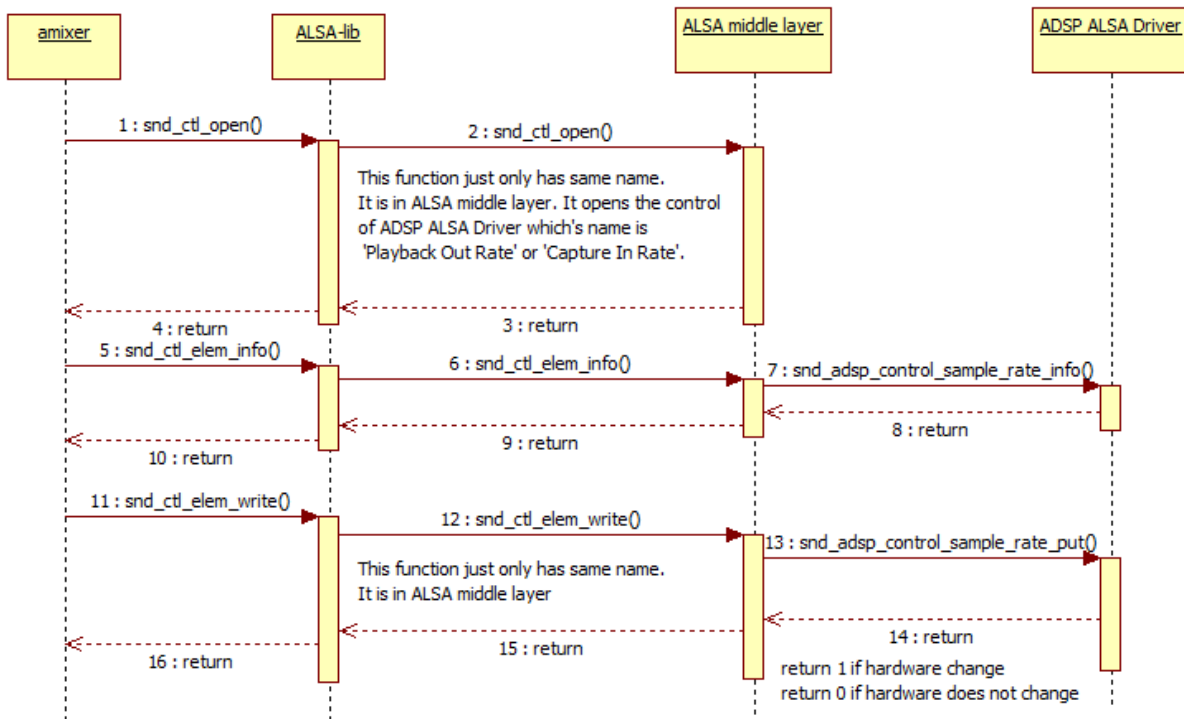 amixer
ALSA-lib
ALSA middle layer
ADSP ALSA Driver
1 : snd_ctl_open()
2 : snd_ctl_open()
This function just only has same name.
It is in ALSA middle layer. It opens the control
of ADSP ALSA Driver which's name is
'Playback Out Rate' or 'Capture In Rate'.
3 : return
4 : return
5 : snd_ctl_elem_info()
6 : snd_ctl_elem_info()
7 : snd_adsp_control_sample_rate_info()
8 : return
9 : return
10 : return
11 : snd_ctl_elem_write()
12 : snd_ctl_elem_write()
13 : snd_adsp_control_sample_rate_put()
This function just only has same name.
It is in ALSA middle layer
14 : return
15 : return
16 : return
return 1 if hardware change
return 0 if hardware does not change